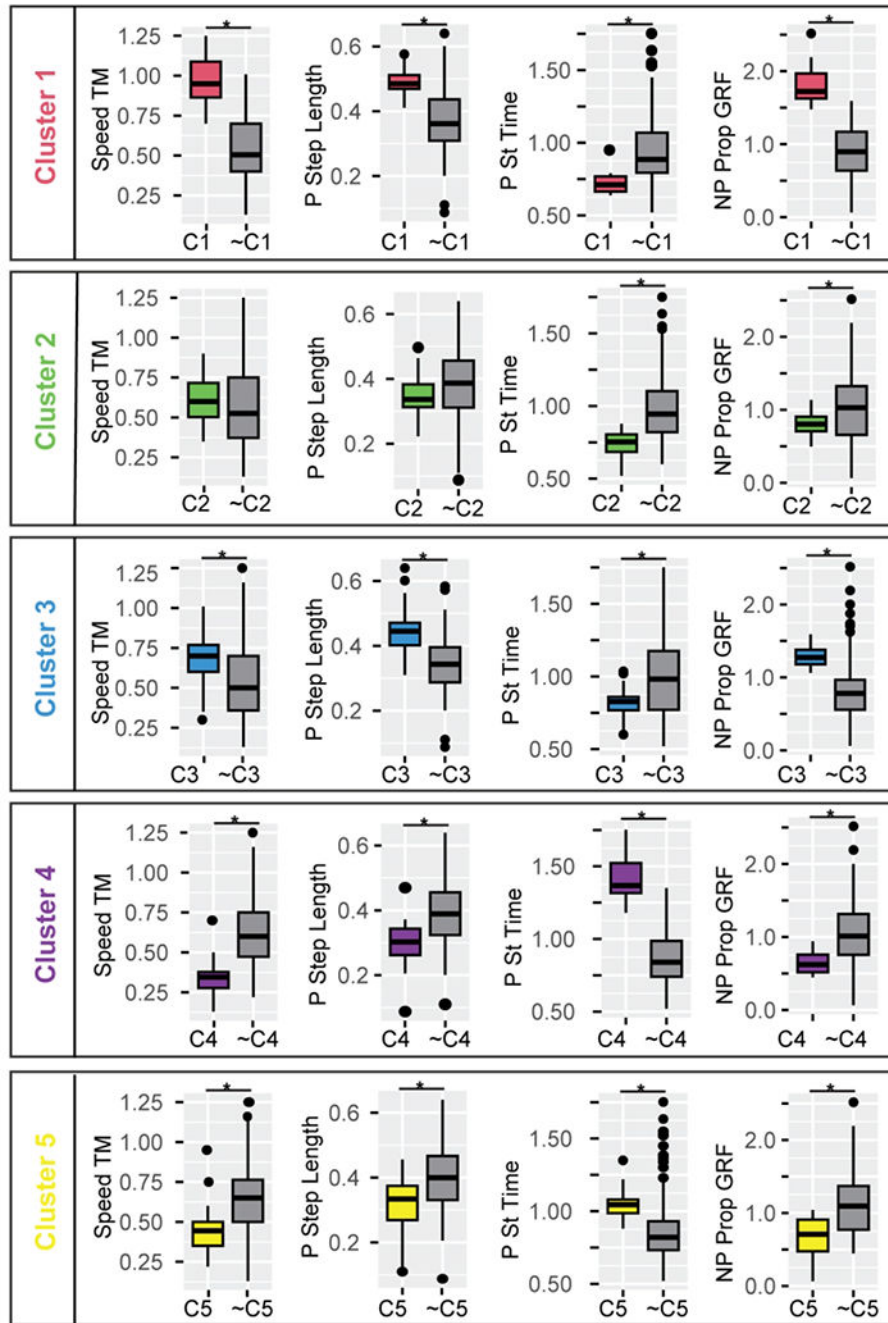 Cluster 1
Speed TM
1.25
1.00
0.75
0.50
0.25
*
C1 ~C1
P Step Length
0.6
0.4
0.2
*
C1 ~C1
P St Time
1.50
1.00
0.50
*
C1 ~C1
NP Prop GRF
2.0
1.0
0.0
*
C1 ~C1
Cluster 2
Speed TM
1.25
1.00
0.75
0.50
0.25
C2 ~C2
P Step Length
0.6
0.4
0.2
C2 ~C2
P St Time
1.50
1.00
0.50
*
C2 ~C2
NP Prop GRF
2.0
1.0
0.0
*
C2 ~C2
Cluster 3
Speed TM
1.25
1.00
0.75
0.50
0.25
*
C3 ~C3
P Step Length
0.6
0.4
0.2
*
C3 ~C3
P St Time
1.50
1.00
0.50
*
C3 ~C3
NP Prop GRF
2.0
1.0
0.0
*
C3 ~C3
Cluster 4
Speed TM
1.25
1.00
0.75
0.50
0.25
*
C4 ~C4
P Step Length
0.6
0.4
0.2
*
C4 ~C4
P St Time
1.50
1.00
0.50
*
C4 ~C4
NP Prop GRF
2.0
1.0
0.0
*
C4 ~C4
Cluster 5
Speed TM
1.25
1.00
0.75
0.50
0.25
*
C5 ~C5
P Step Length
0.6
0.4
0.2
*
C5 ~C5
P St Time
1.50
1.00
0.50
*
C5 ~C5
NP Prop GRF
2.0
1.0
0.0
*
C5 ~C5